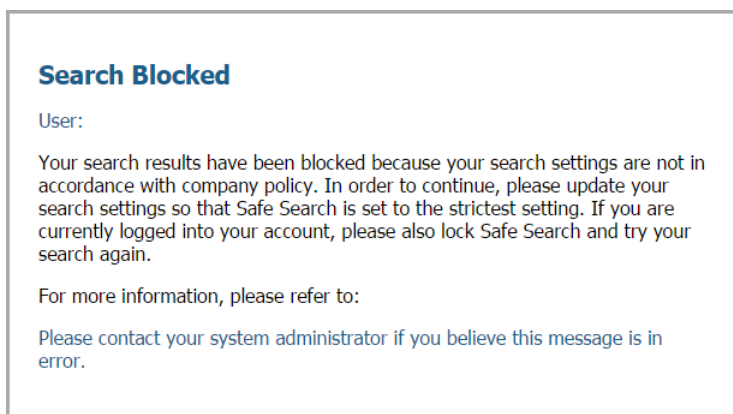 Search Blocked
User:
Your search results have been blocked because your search settings are not in
accordance with company policy. In order to continue, please update your
search settings so that Safe Search is set to the strictest setting. If you are
currently logged into your account, please also lock Safe Search and try your
search again.
For more information, please refer to:
Please contact your system administrator if you believe this message is in
error.